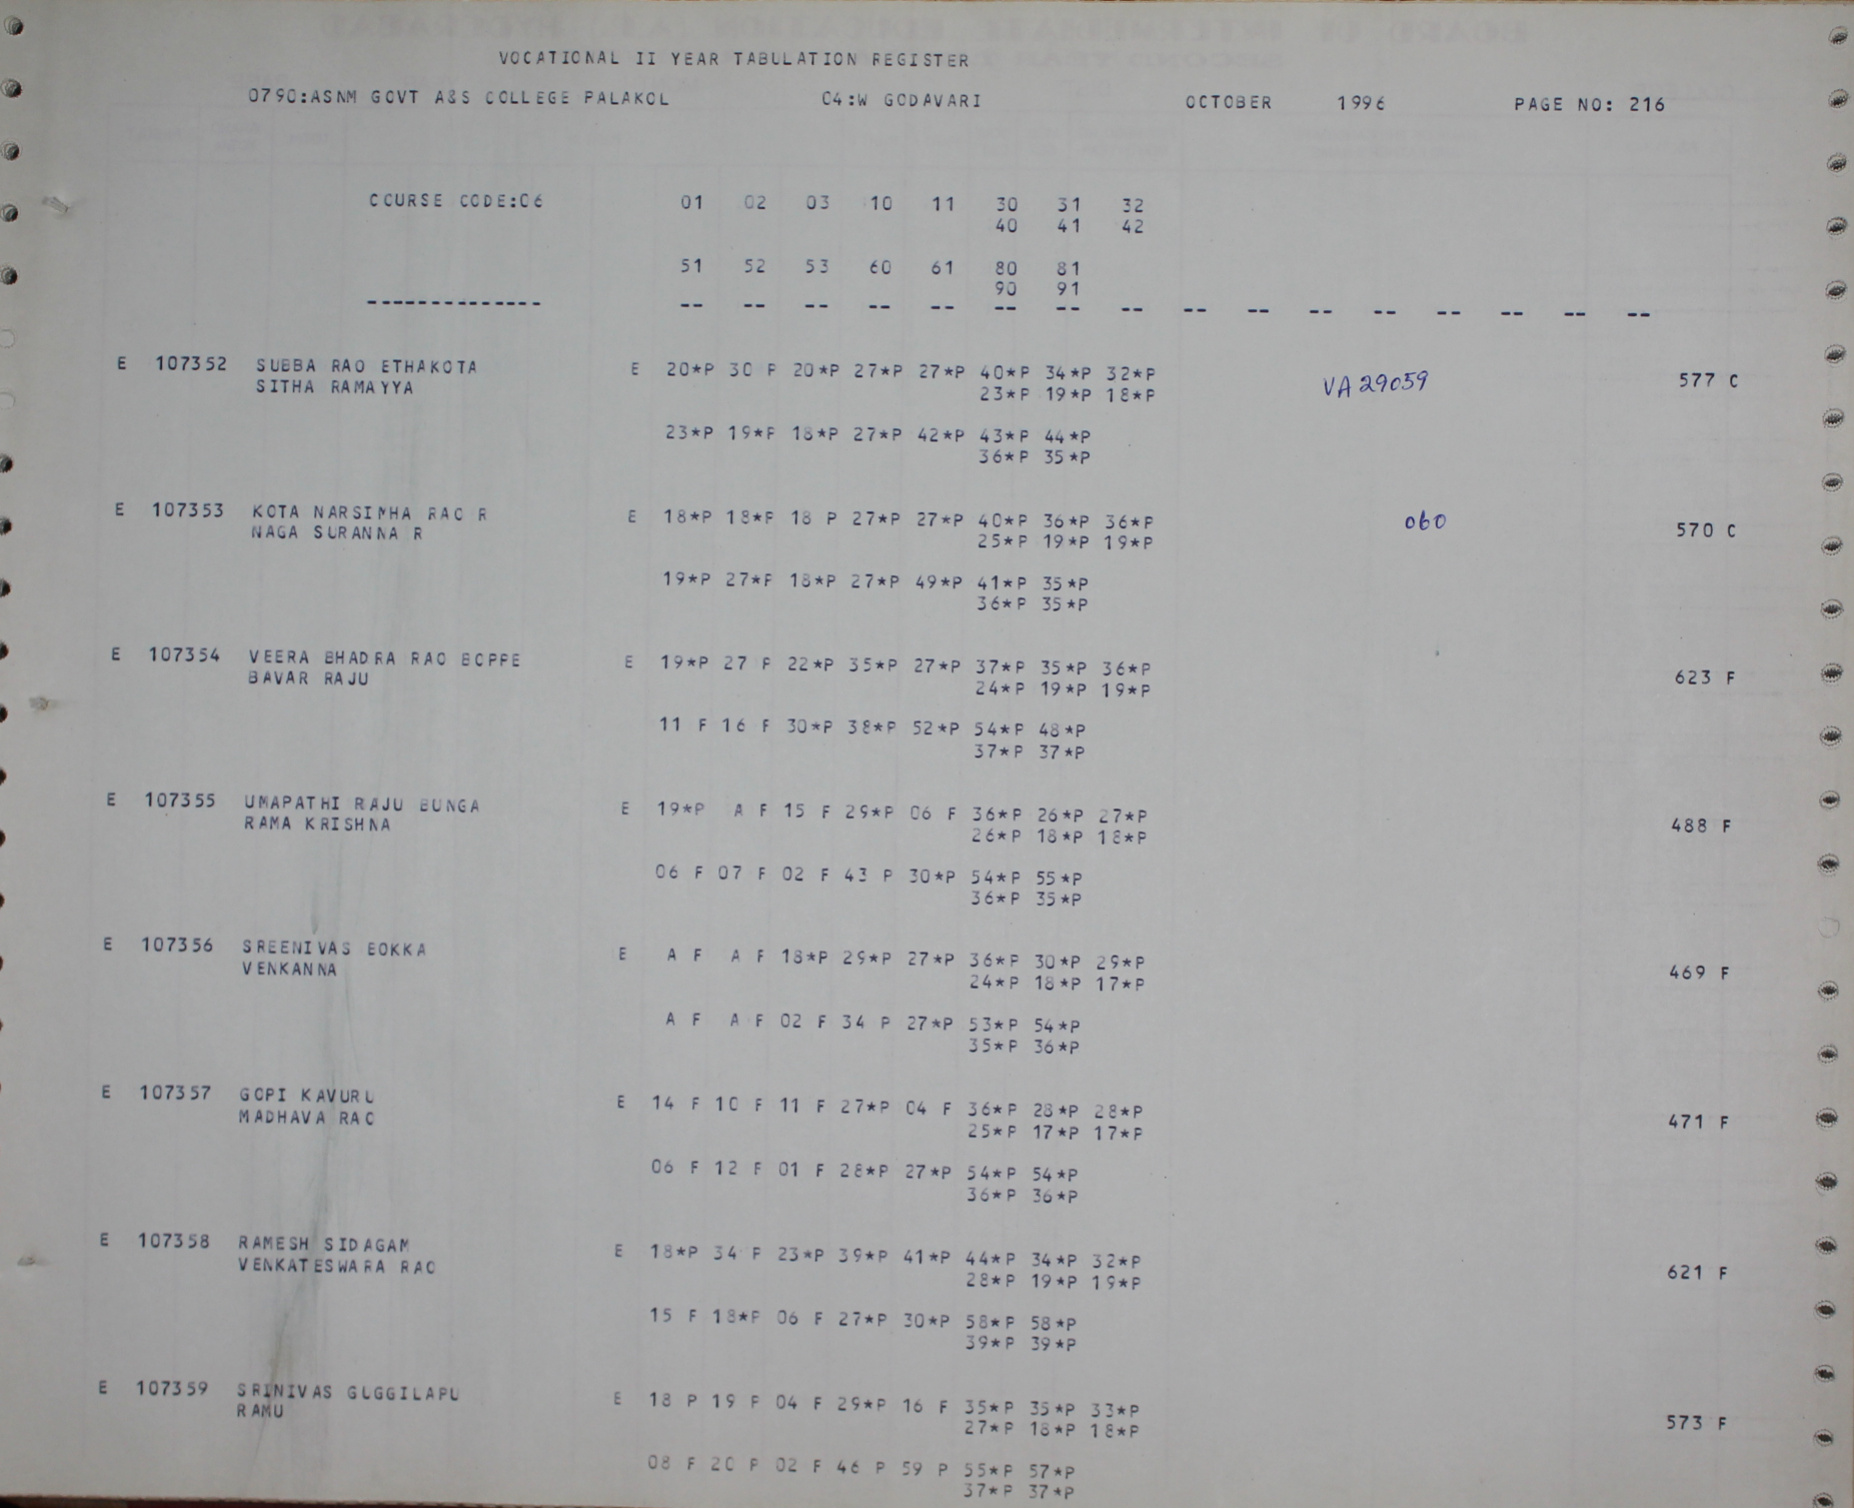 VOCATIONAL II YEAR TABULATION REGISTER
0790:ASNM GOVT A&S COLLEGE PALAKOL 04:W GODAVARI OCTOBER 1996 PAGE NO: 216
COURSE CODE:06 01 02 03 10 11 30 31 32
40 41 42
51 52 53 60 61 80 81
90 91
-------------- -- -- -- -- -- -- -- -- -- -- -- -- -- -- -- --
E 107352 SUBBA RAO ETHAKOTA E 20*P 30 P 20*P 27*P 27*P 40*P 34*P 32*P VA 29059 577 C
SITHA RAMAYYA 23*P 19*P 18*P
23*P 19*P 18*P 27*P 42*P 43*P 44*P
36*P 35*P
E 107353 KOTA NARSIMHA RAO R E 18*P 18*P 18 P 27*P 27*P 40*P 36*P 36*P 060 570 C
NAGA SURANNA R 25*P 19*P 19*P
19*P 27*P 18*P 27*P 49*P 41*P 35*P
36*P 35*P
E 107354 VEERA BHADRA RAO BOPPE E 19*P 27 P 22*P 35*P 27*P 37*P 35*P 36*P 623 F
BAVAR RAJU 24*P 19*P 19*P
11 F 16 F 30*P 38*P 52*P 54*P 48*P
37*P 37*P
E 107355 UMAPATHI RAJU BUNGA E 19*P A F 15 F 29*P 06 F 36*P 26*P 27*P 488 F
RAMA KRISHNA 26*P 18*P 18*P
06 F 07 F 02 F 43 P 30*P 54*P 55*P
36*P 35*P
E 107356 SREENIVAS BOKKA E A F A F 18*P 29*P 27*P 36*P 30*P 29*P 469 F
VENKANNA 24*P 18*P 17*P
A F A F 02 F 34 P 27*P 53*P 54*P
35*P 36*P
E 107357 GOPI KAVURU E 14 F 10 F 11 F 27*P 04 F 36*P 28*P 28*P 471 F
MADHAVA RAO 25*P 17*P 17*P
06 F 12 F 01 F 28*P 27*P 54*P 54*P
36*P 36*P
E 107358 RAMESH SIDAGAM E 18*P 34 P 23*P 39*P 41*P 44*P 34*P 32*P 621 F
VENKATESWARA RAO 28*P 19*P 19*P
15 F 18*P 06 F 27*P 30*P 58*P 58*P
39*P 39*P
E 107359 SRINIVAS GUGGILAPU E 18 P 19 P 04 F 29*P 16 F 35*P 35*P 33*P 573 F
RAMU 27*P 18*P 18*P
08 F 20 P 02 F 46 P 59 P 55*P 57*P
37*P 37*P